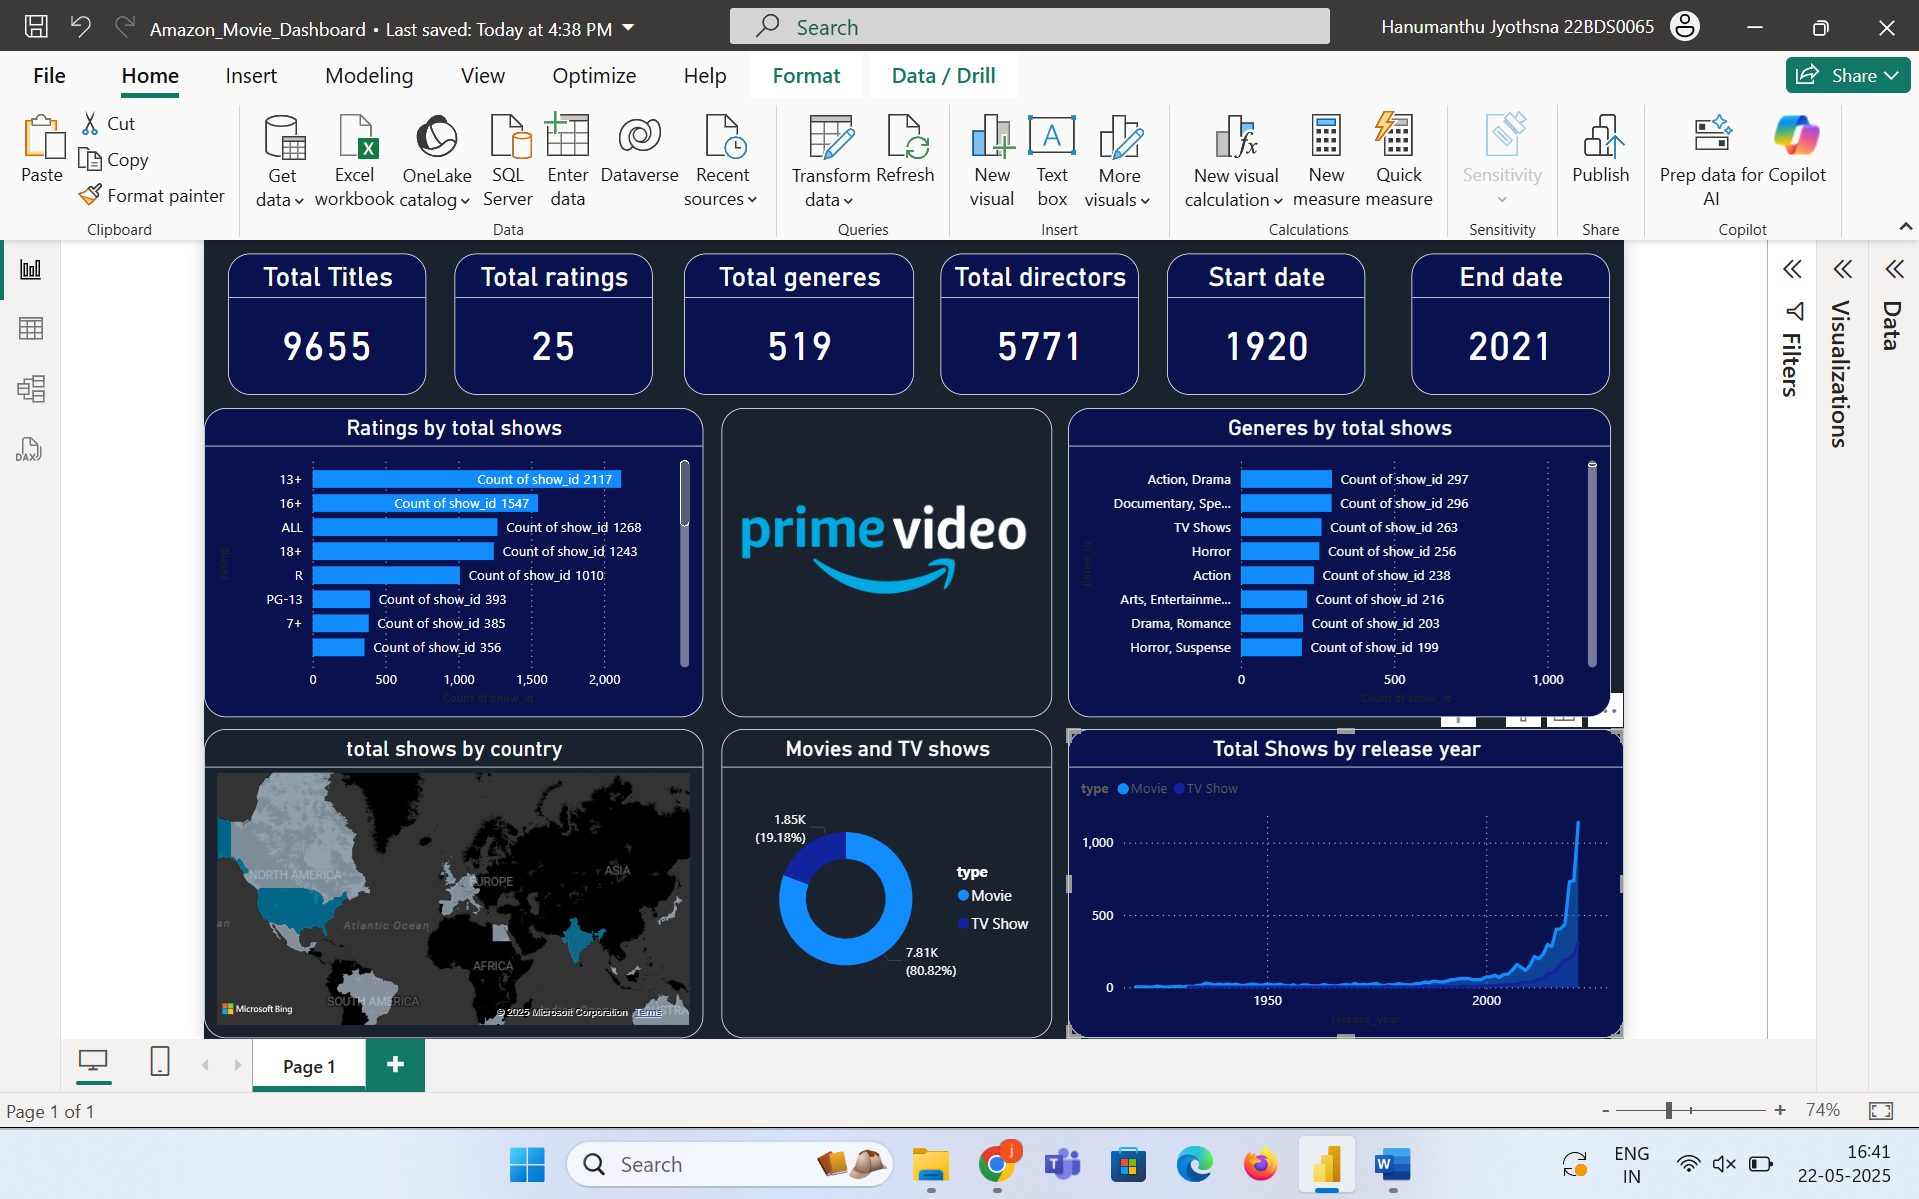 Amazon_Movie_Dashboard • Last saved: Today at 4:38 PM
Search
Hanumanthu Jyothsna 22BDS0065
File
Home
Insert
Modeling
View
Optimize
Help
Format
Data / Drill
Share
Paste
Cut
Copy
Format painter
Clipboard
Get data
Excel workbook
OneLake catalog
SQL Server
Enter data
Dataverse
Recent sources
Data
Transform data
Refresh
Queries
New visual
Text box
More visuals
Insert
New visual calculation
New measure
Quick measure
Calculations
Sensitivity
Sensitivity
Publish
Share
Prep data for AI
Copilot
Copilot
DAX
Total Titles
9655
Total ratings
25
Total generes
519
Total directors
5771
Start date
1920
End date
2021
Ratings by total shows
rating
13+ Count of show_id 2117
16+ Count of show_id 1547
ALL Count of show_id 1268
18+ Count of show_id 1243
R Count of show_id 1010
PG-13 Count of show_id 393
7+ Count of show_id 385
Count of show_id 356
0 500 1,000 1,500 2,000
Count of show_id
prime video
Generes by total shows
listed_in
Action, Drama Count of show_id 297
Documentary, Spe... Count of show_id 296
TV Shows Count of show_id 263
Horror Count of show_id 256
Action Count of show_id 238
Arts, Entertainme... Count of show_id 216
Drama, Romance Count of show_id 203
Horror, Suspense Count of show_id 199
0 500 1,000
Count of show_id
total shows by country
NORTH AMERICA
EUROPE
ASIA
Atlantic Ocean
AFRICA
SOUTH AMERICA
Microsoft Bing
© 2025 Microsoft Corporation Terms
Movies and TV shows
1.85K
(19.18%)
7.81K
(80.82%)
type
Movie
TV Show
Total Shows by release year
type Movie TV Show
1,000
500
0
1950 2000
release_year
Filters
Visualizations
Data
Page 1
+
Page 1 of 1
- + 74%
Search
j
ENG
IN
16:41
22-05-2025